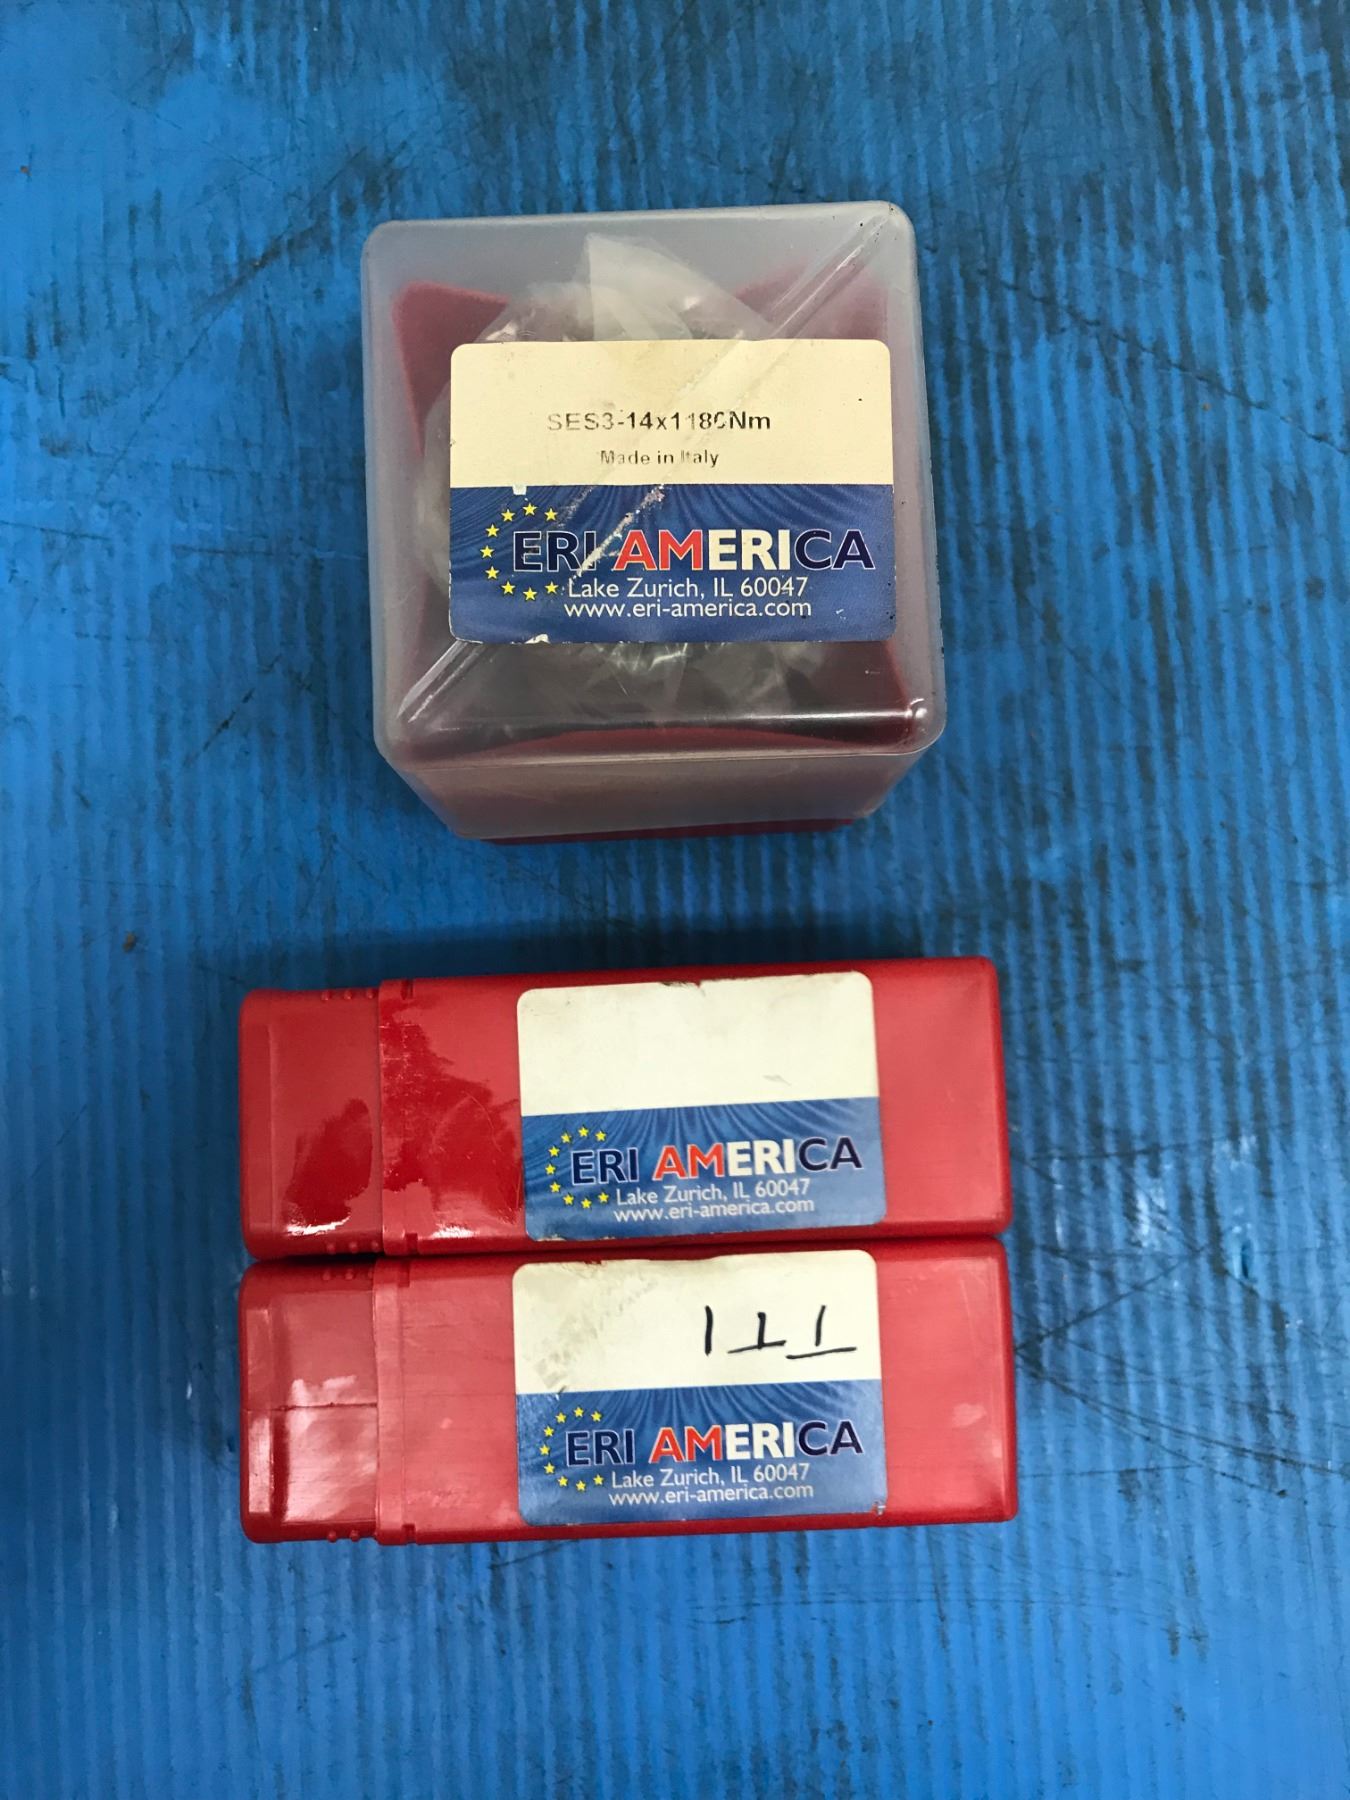 SES3-14x1180Nm
Made in Italy
ERI AMERICA
Lake Zurich, IL 60047
www.eri-america.com
ERI AMERICA
Lake Zurich, IL 60047
www.eri-america.com
111
ERI AMERICA
Lake Zurich, IL 60047
www.eri-america.com